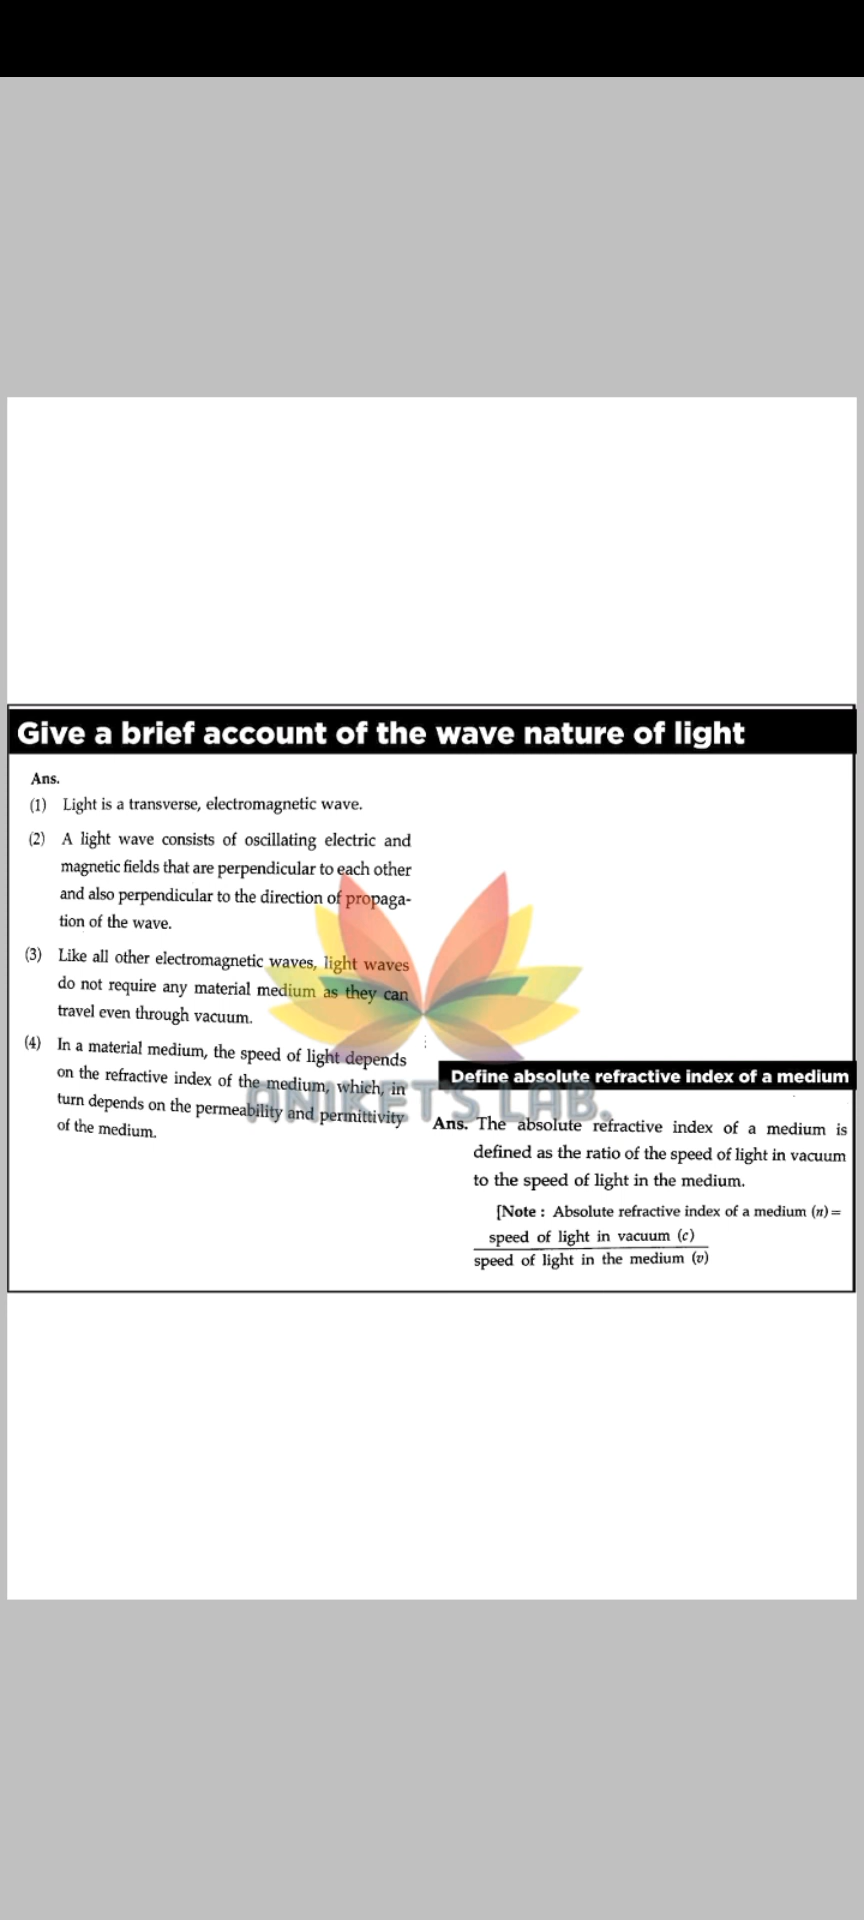 Give a brief account of the wave nature of light
Ans.
(1) Light is a transverse, electromagnetic wave.
(2) A light wave consists of oscillating electric and
magnetic fields that are perpendicular to each other
and also perpendicular to the direction of propaga-
tion of the wave.
(3) Like all other electromagnetic waves, light waves
do not require any material medium as they can
travel even through vacuum.
(4) In a material medium, the speed of light depends
on the refractive index of the medium, which, in
turn depends on the permeability and permittivity
of the medium.
ANIKET'S LAB.
Define absolute refractive index of a medium
Ans. The absolute refractive index of a medium is
defined as the ratio of the speed of light in vacuum
to the speed of light in the medium.
[Note : Absolute refractive index of a medium (n) =
speed of light in vacuum (c)
speed of light in the medium (v)